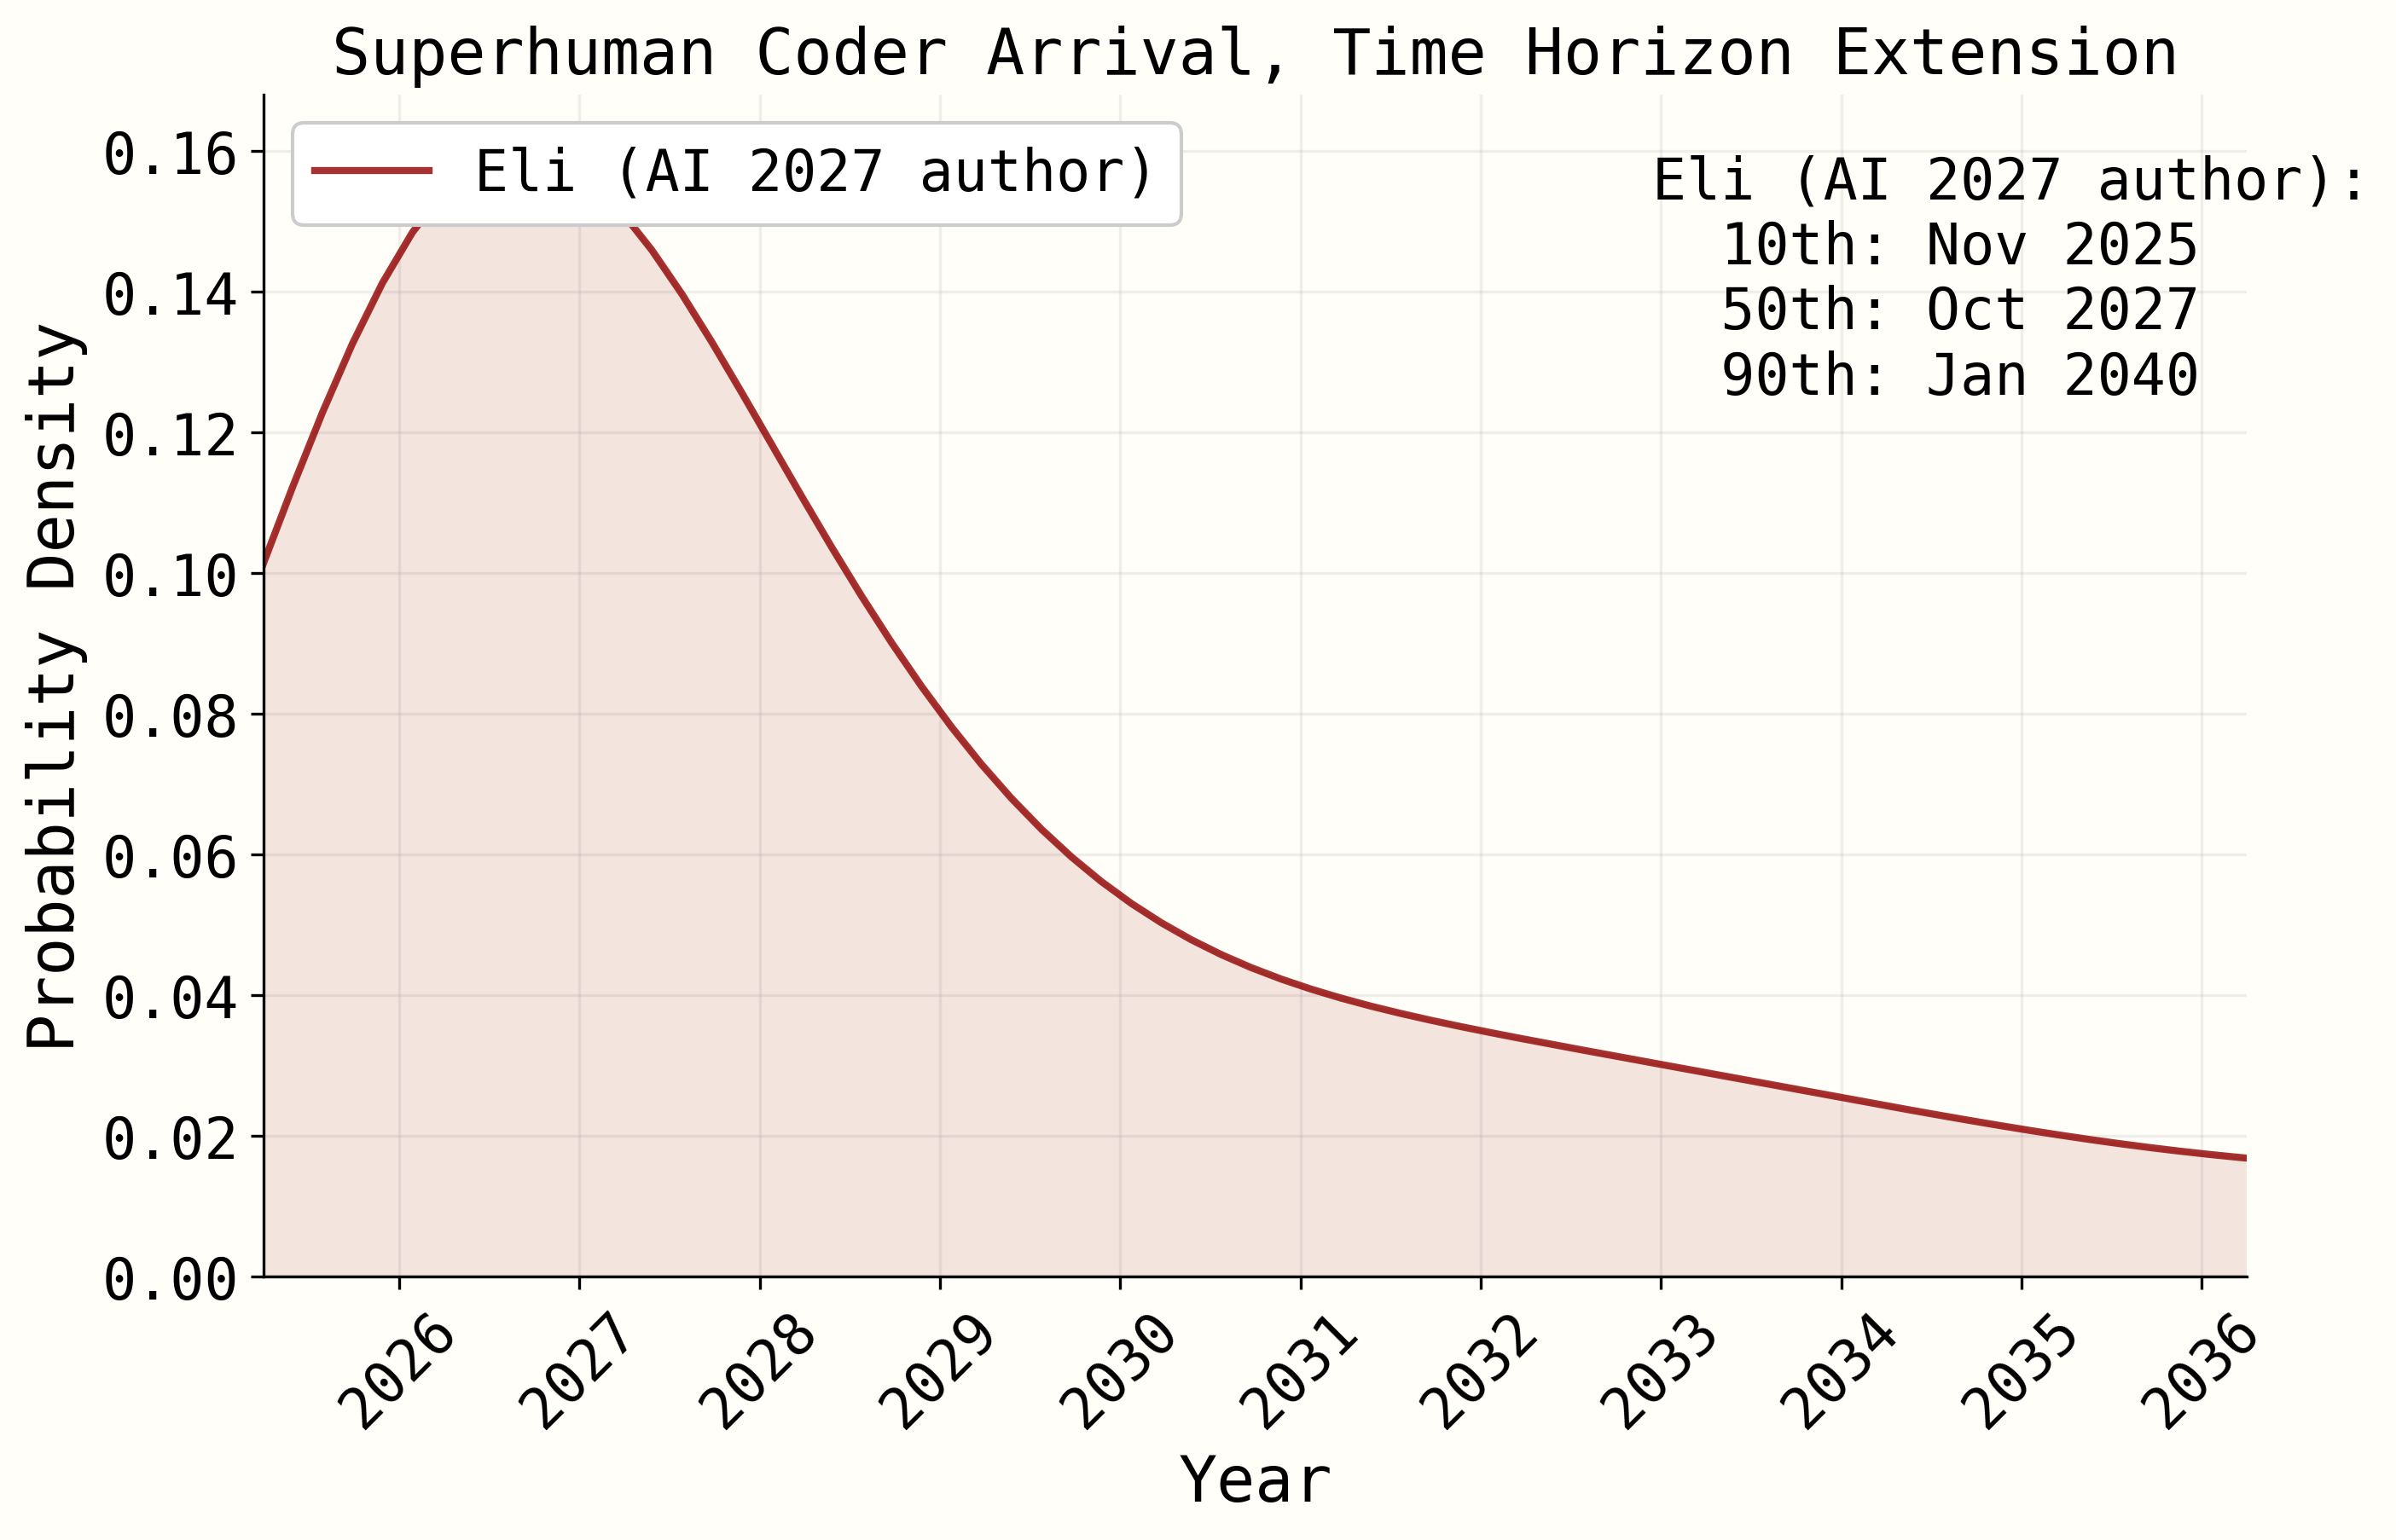 Superhuman Coder Arrival, Time Horizon Extension
Eli (AI 2027 author)
Eli (AI 2027 author):
10th: Nov 2025
50th: Oct 2027
90th: Jan 2040
Probability Density
0.16
0.14
0.12
0.10
0.08
0.06
0.04
0.02
0.00
2026
2027
2028
2029
2030
2031
2032
2033
2034
2035
2036
Year